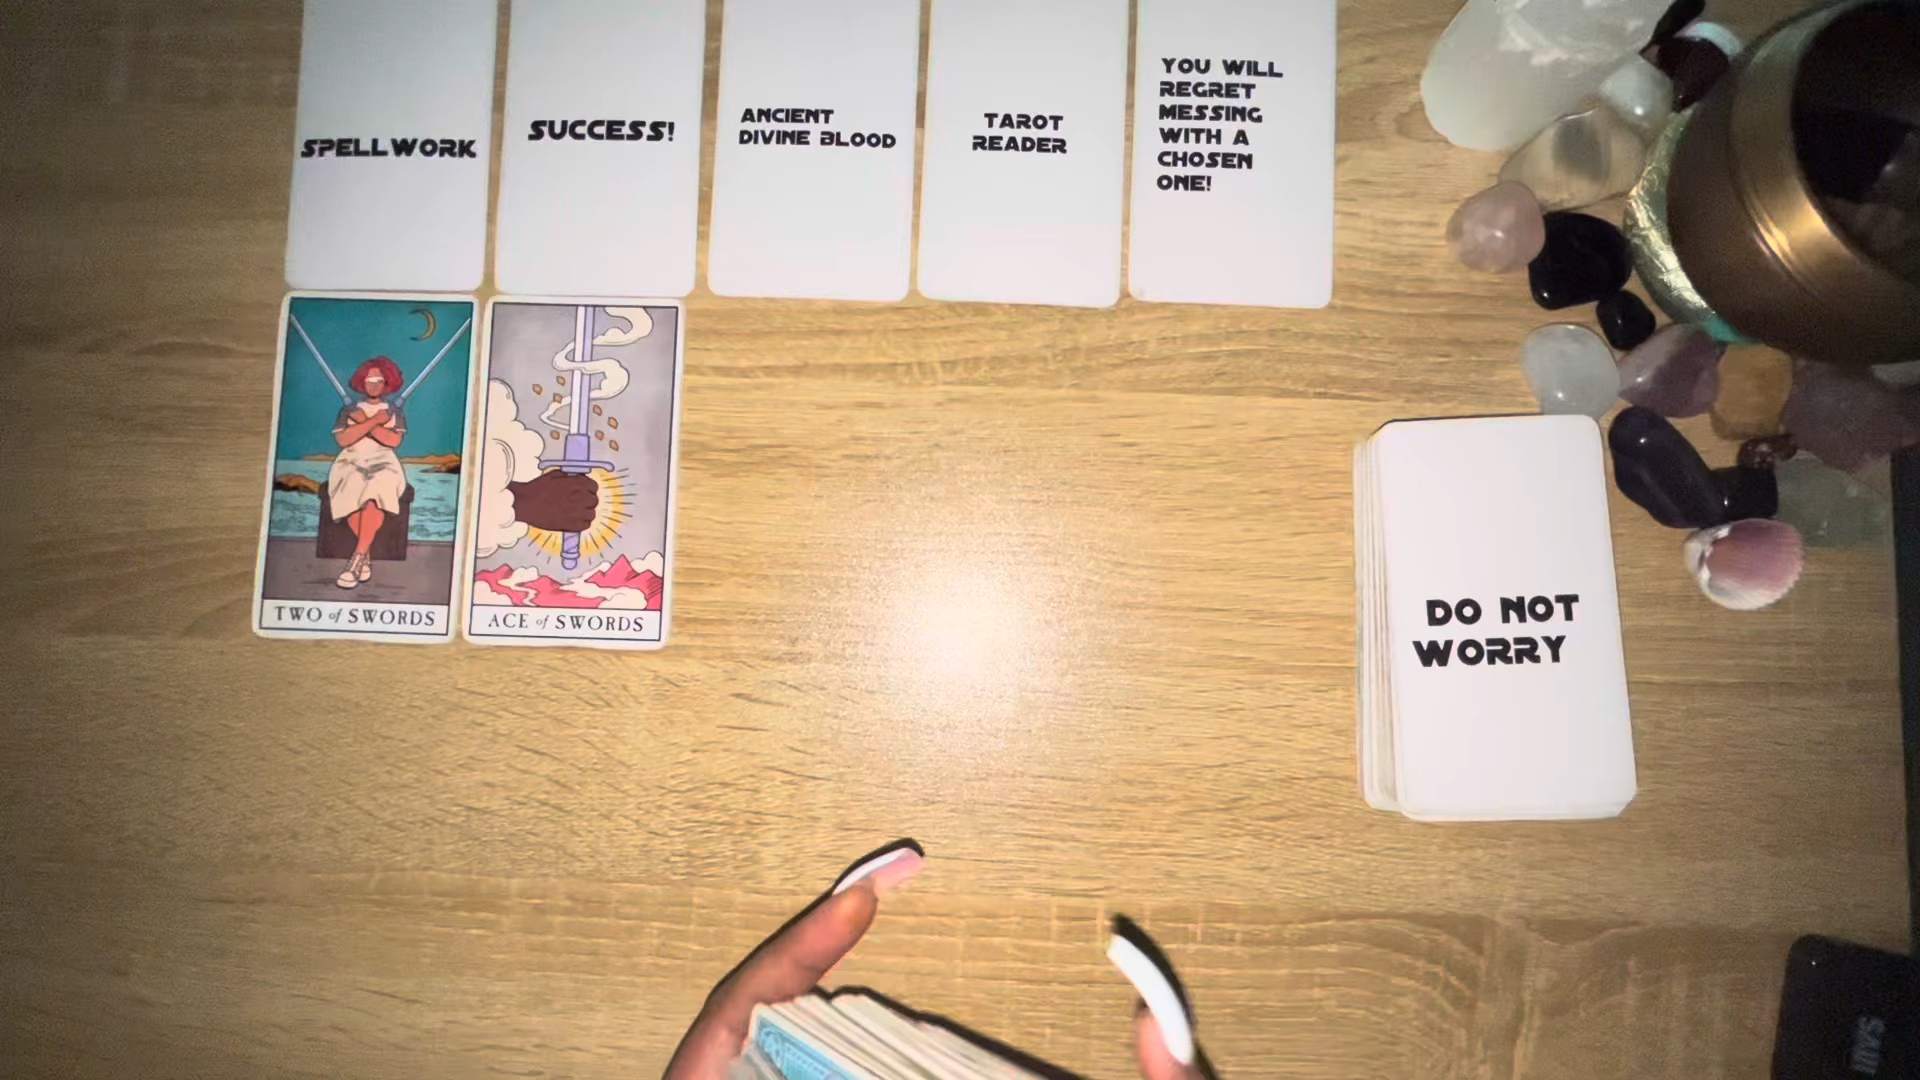 SPELLWORK
SUCCESS!
ANCIENT
DIVINE BLOOD
TAROT
READER
YOU WILL
REGRET
MESSING
WITH A
CHOSEN
ONE!
TWO of SWORDS
ACE of SWORDS
DO NOT
WORRY